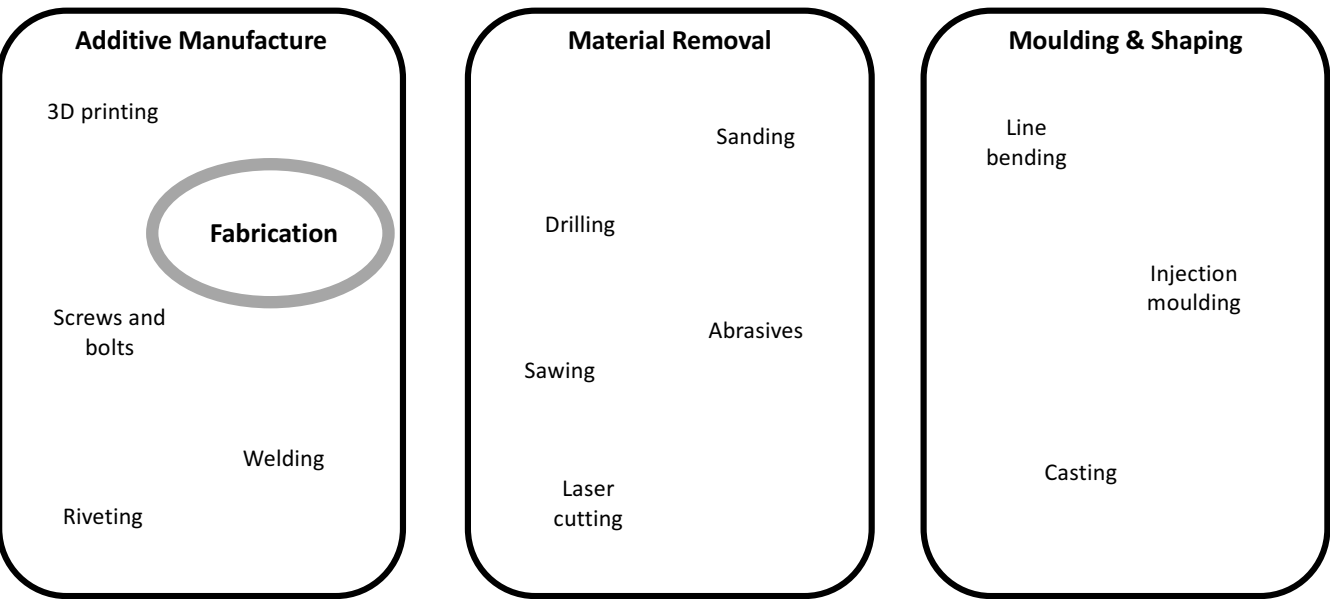 Additive Manufacture
3D printing
Fabrication
Screws and
bolts
Welding
Riveting
Material Removal
Sanding
Drilling
Abrasives
Sawing
Laser
cutting
Moulding & Shaping
Line
bending
Injection
moulding
Casting